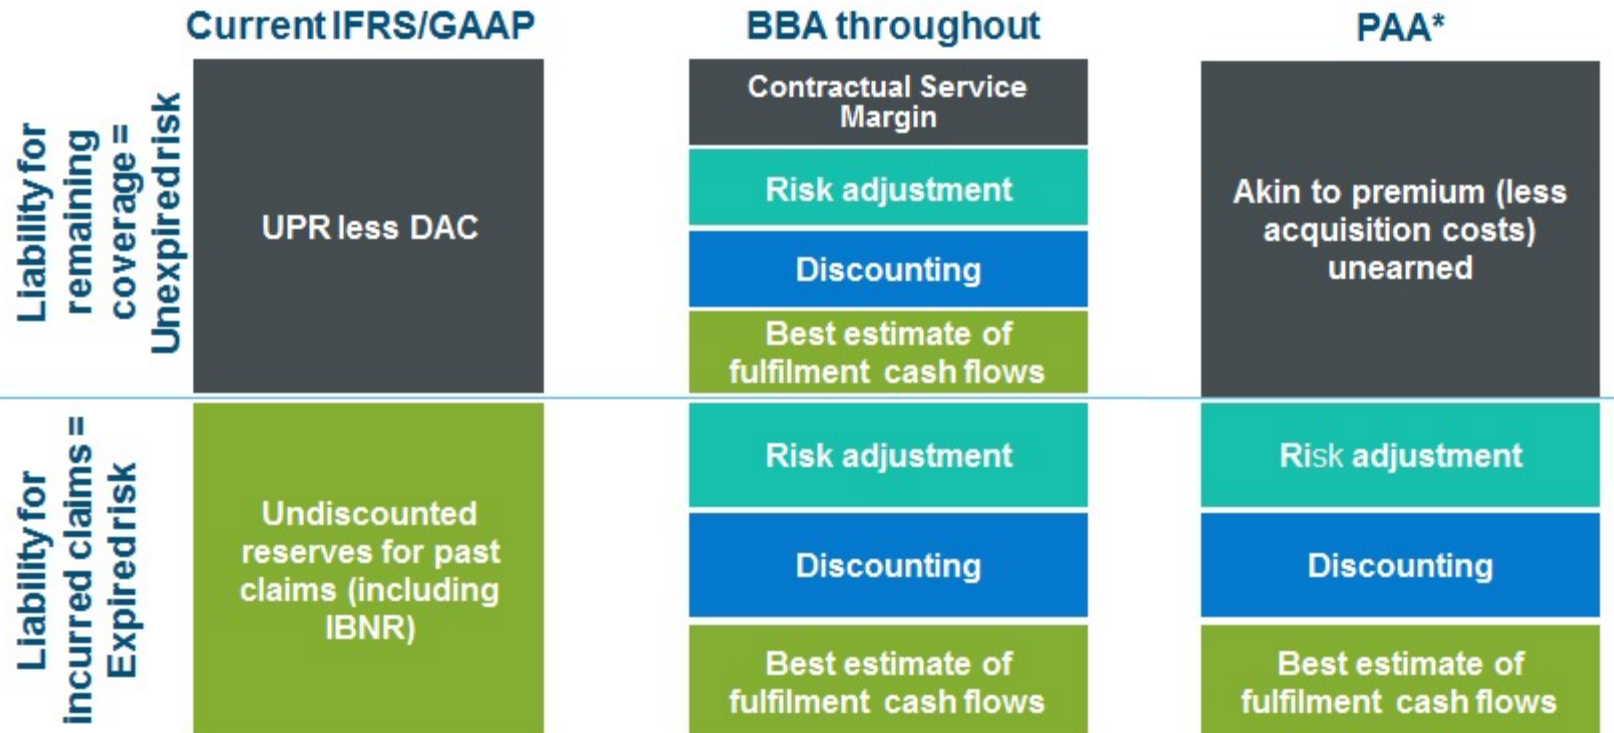 Current IFRS/GAAP
BBA throughout
PAA*
Liability for
remaining
coverage =
Unexpired risk
UPR less DAC
Contractual Service
Margin
Risk adjustment
Discounting
Best estimate of
fulfilment cash flows
Akin to premium (less
acquisition costs)
unearned
Liability for
incurred claims =
Expired risk
Undiscounted
reserves for past
claims (including
IBNR)
Risk adjustment
Discounting
Best estimate of
fulfilment cash flows
Risk adjustment
Discounting
Best estimate of
fulfilment cash flows